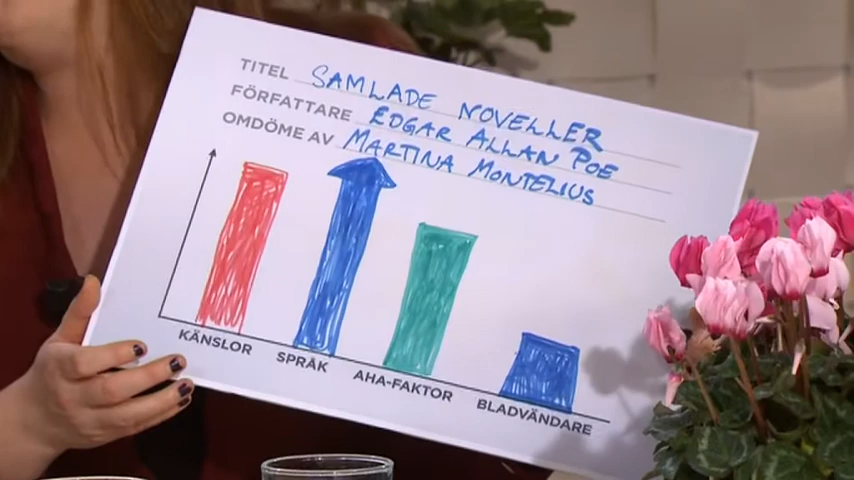 TITEL SAMLADE NOVELLER
FÖRFATTARE EDGAR ALLAN POE
OMDÖME AV MARTINA MONTELIUS
KÄNSLOR SPRÅK AHA-FAKTOR BLADVÄNDARE